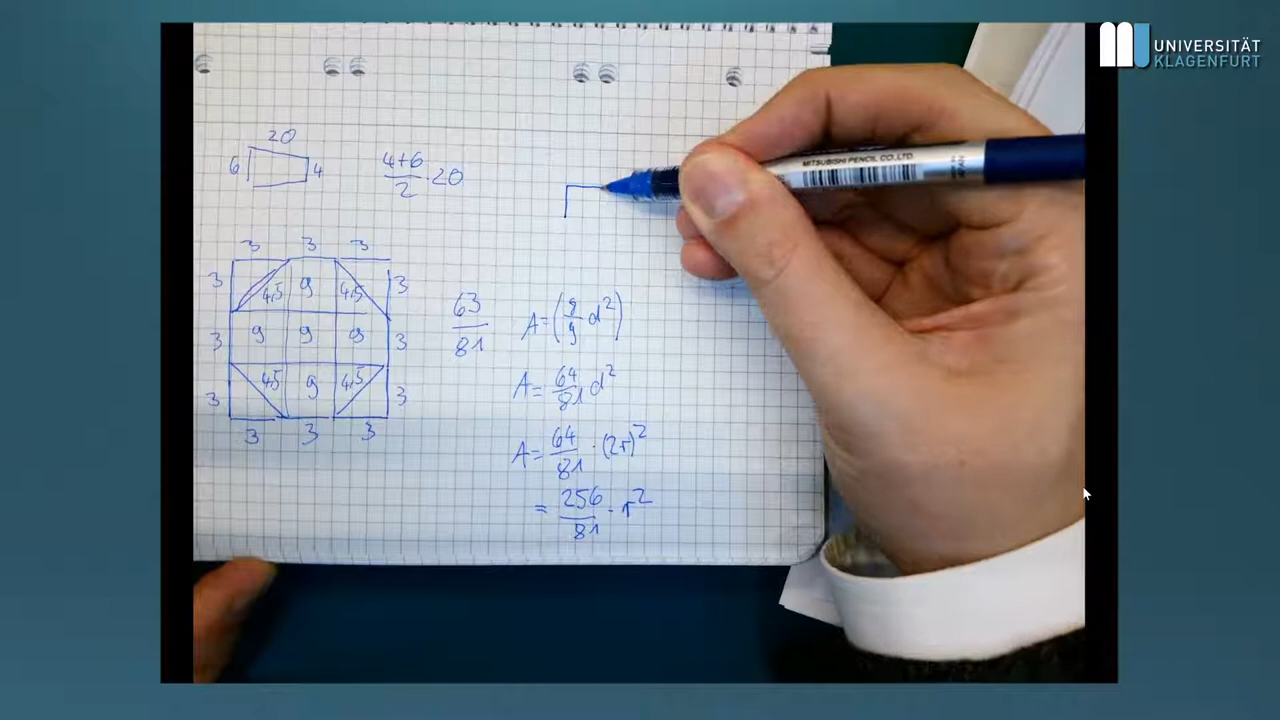 UNIVERSITÄT
KLAGENFURT
MITSUBISHI PENCIL CO., LTD.
JAPAN
20
6
4
4+6
2
·20
3 3 3
3 4,5 9 4,5 3
3 9 9 9 3
3 4,5 9 4,5 3
3 3 3
63
81
A=(8/9 d²)
A=64/81 d²
A=64/81·(2r)²
=256/81·r²